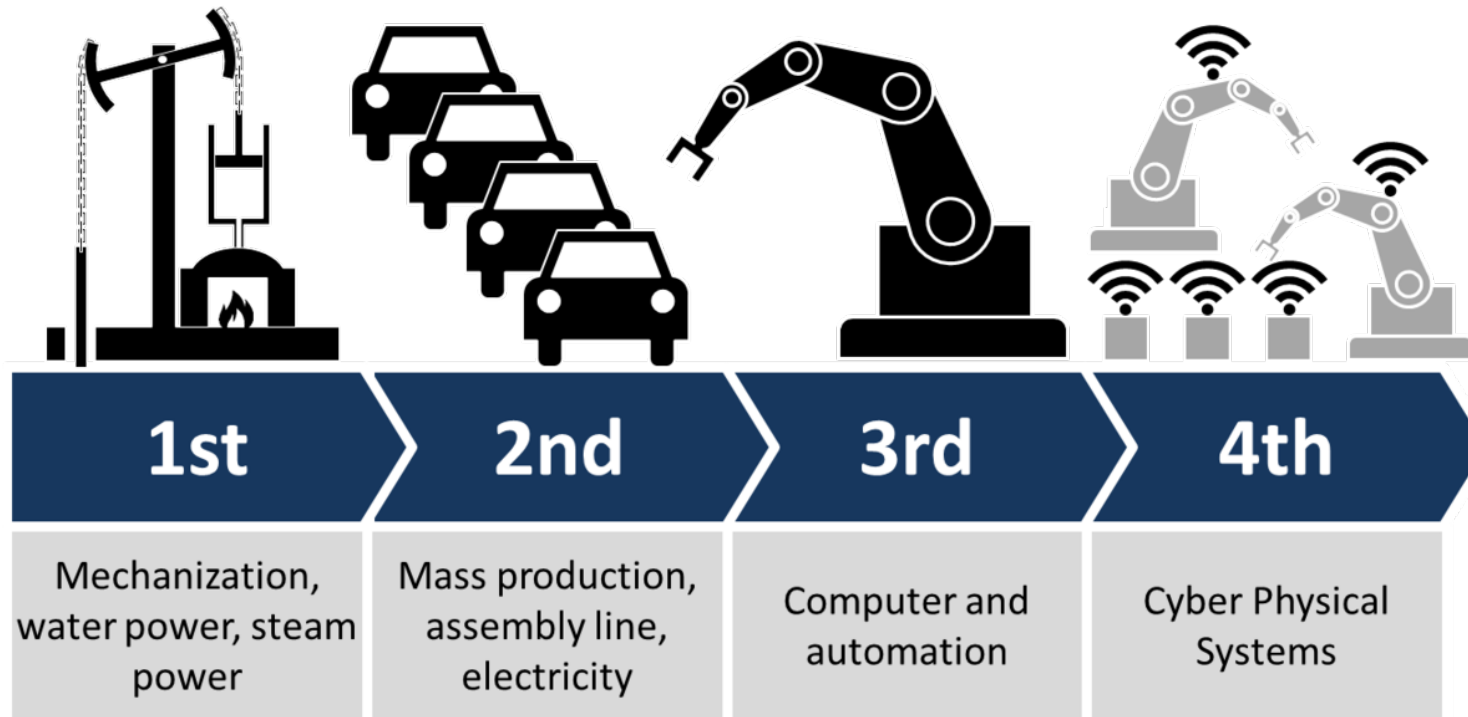 1st
2nd
3rd
4th
Mechanization,
water power, steam
power
Mass production,
assembly line,
electricity
Computer and
automation
Cyber Physical
Systems